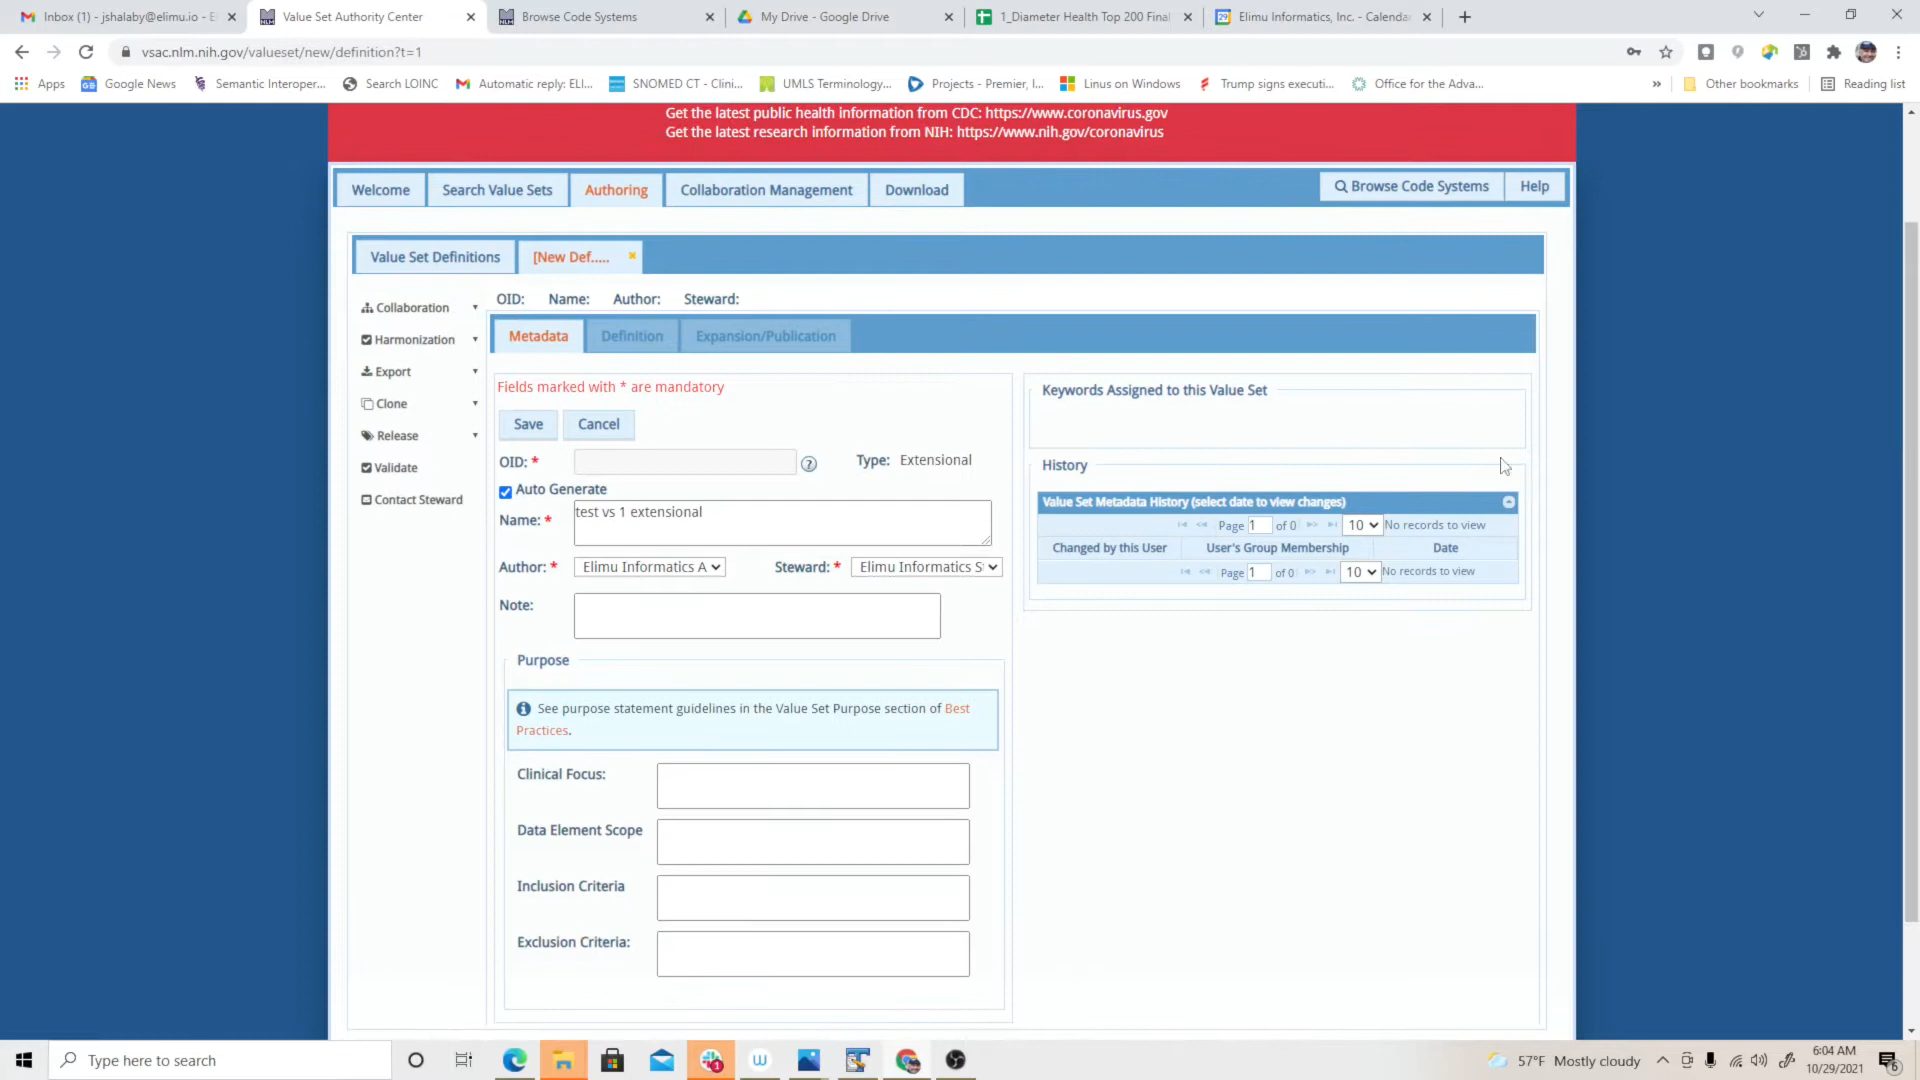 Inbox (1) - jshalaby@elimu.io - E
Value Set Authority Center
Browse Code Systems
My Drive - Google Drive
1_Diameter Health Top 200 Final
Elimu Informatics, Inc. - Calenda
vsac.nlm.nih.gov/valueset/new/definition?t=1
Apps
Google News
Semantic Interoper...
Search LOINC
Automatic reply: ELI...
SNOMED CT - Clini...
UMLS Terminology...
Projects - Premier, I...
Linus on Windows
Trump signs executi...
Office for the Adva...
Other bookmarks
Reading list
Get the latest public health information from CDC: https://www.coronavirus.gov
Get the latest research information from NIH: https://www.nih.gov/coronavirus
Welcome
Search Value Sets
Authoring
Collaboration Management
Download
Browse Code Systems
Help
Value Set Definitions
[New Def.....
Collaboration
Harmonization
Export
Clone
Release
Validate
Contact Steward
OID: Name: Author: Steward:
Metadata
Definition
Expansion/Publication
Fields marked with * are mandatory
Save
Cancel
OID: *
Type: Extensional
Auto Generate
Name: *
test vs 1 extensional
Author: *
Elimu Informatics A
Steward: *
Elimu Informatics S
Note:
Purpose
See purpose statement guidelines in the Value Set Purpose section of Best
Practices.
Clinical Focus:
Data Element Scope
Inclusion Criteria
Exclusion Criteria:
Keywords Assigned to this Value Set
History
Value Set Metadata History (select date to view changes)
Page 1 of 0 10 No records to view
Changed by this User
User's Group Membership
Date
Page 1 of 0 10 No records to view
Type here to search
57°F Mostly cloudy
6:04 AM
10/29/2021